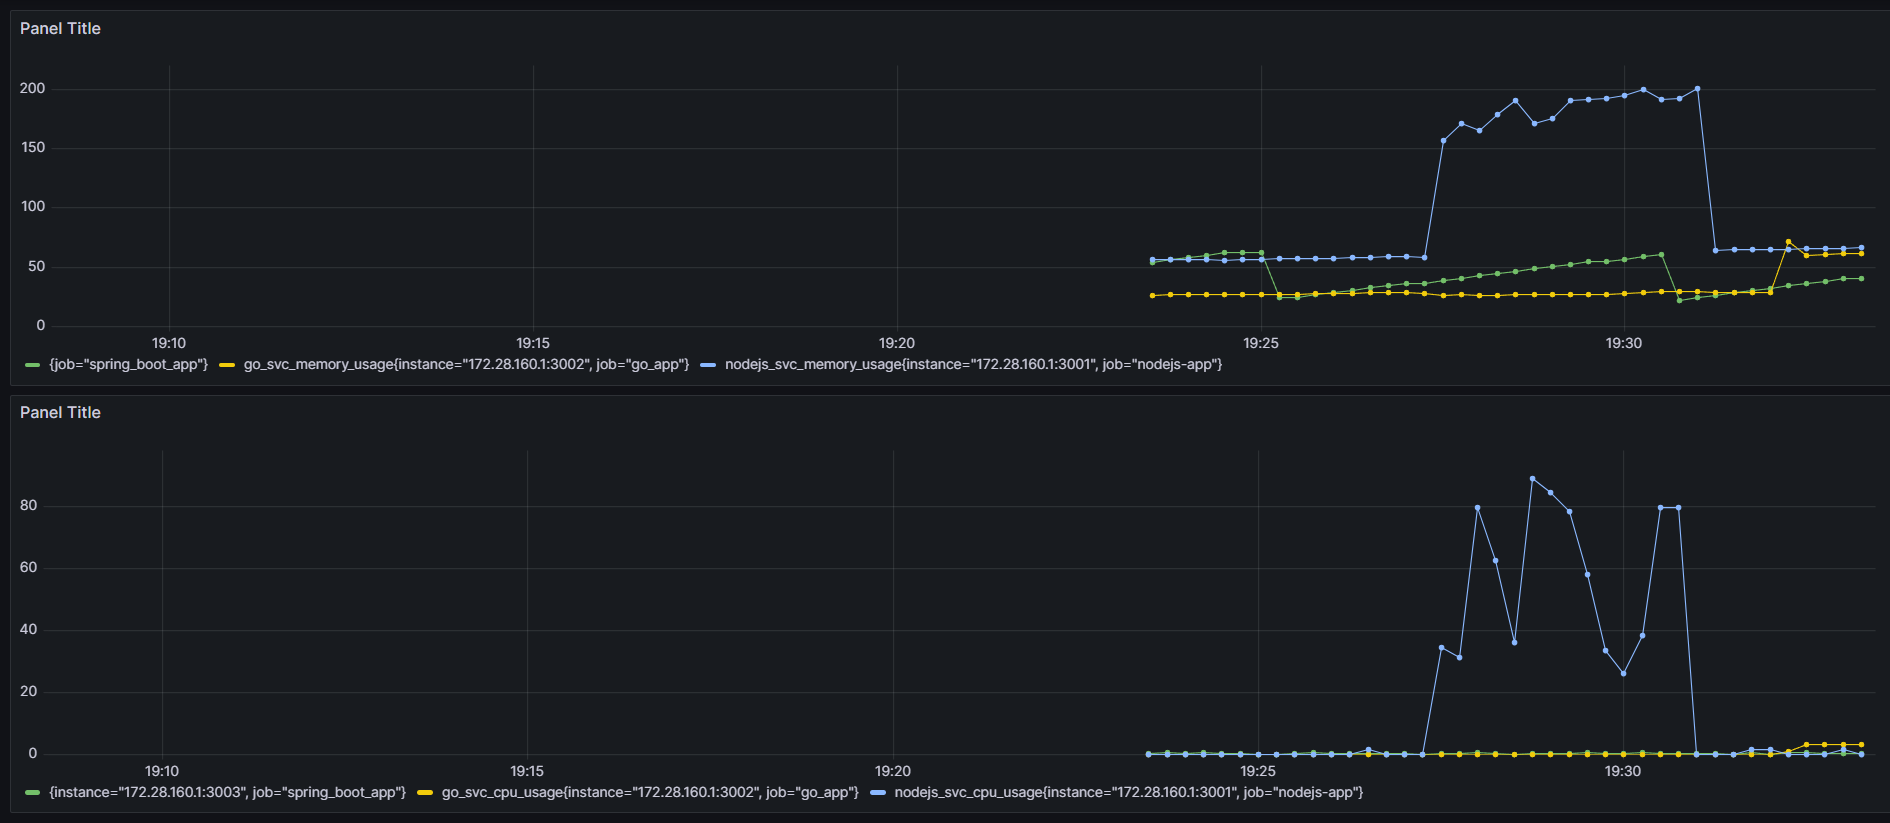 Panel Title
200
150
100
50
0
19:10 19:15 19:20 19:25 19:30
{job="spring_boot_app"} go_svc_memory_usage{instance="172.28.160.1:3002", job="go_app"} nodejs_svc_memory_usage{instance="172.28.160.1:3001", job="nodejs-app"}
Panel Title
80
60
40
20
0
19:10 19:15 19:20 19:25 19:30
{instance="172.28.160.1:3003", job="spring_boot_app"} go_svc_cpu_usage{instance="172.28.160.1:3002", job="go_app"} nodejs_svc_cpu_usage{instance="172.28.160.1:3001", job="nodejs-app"}